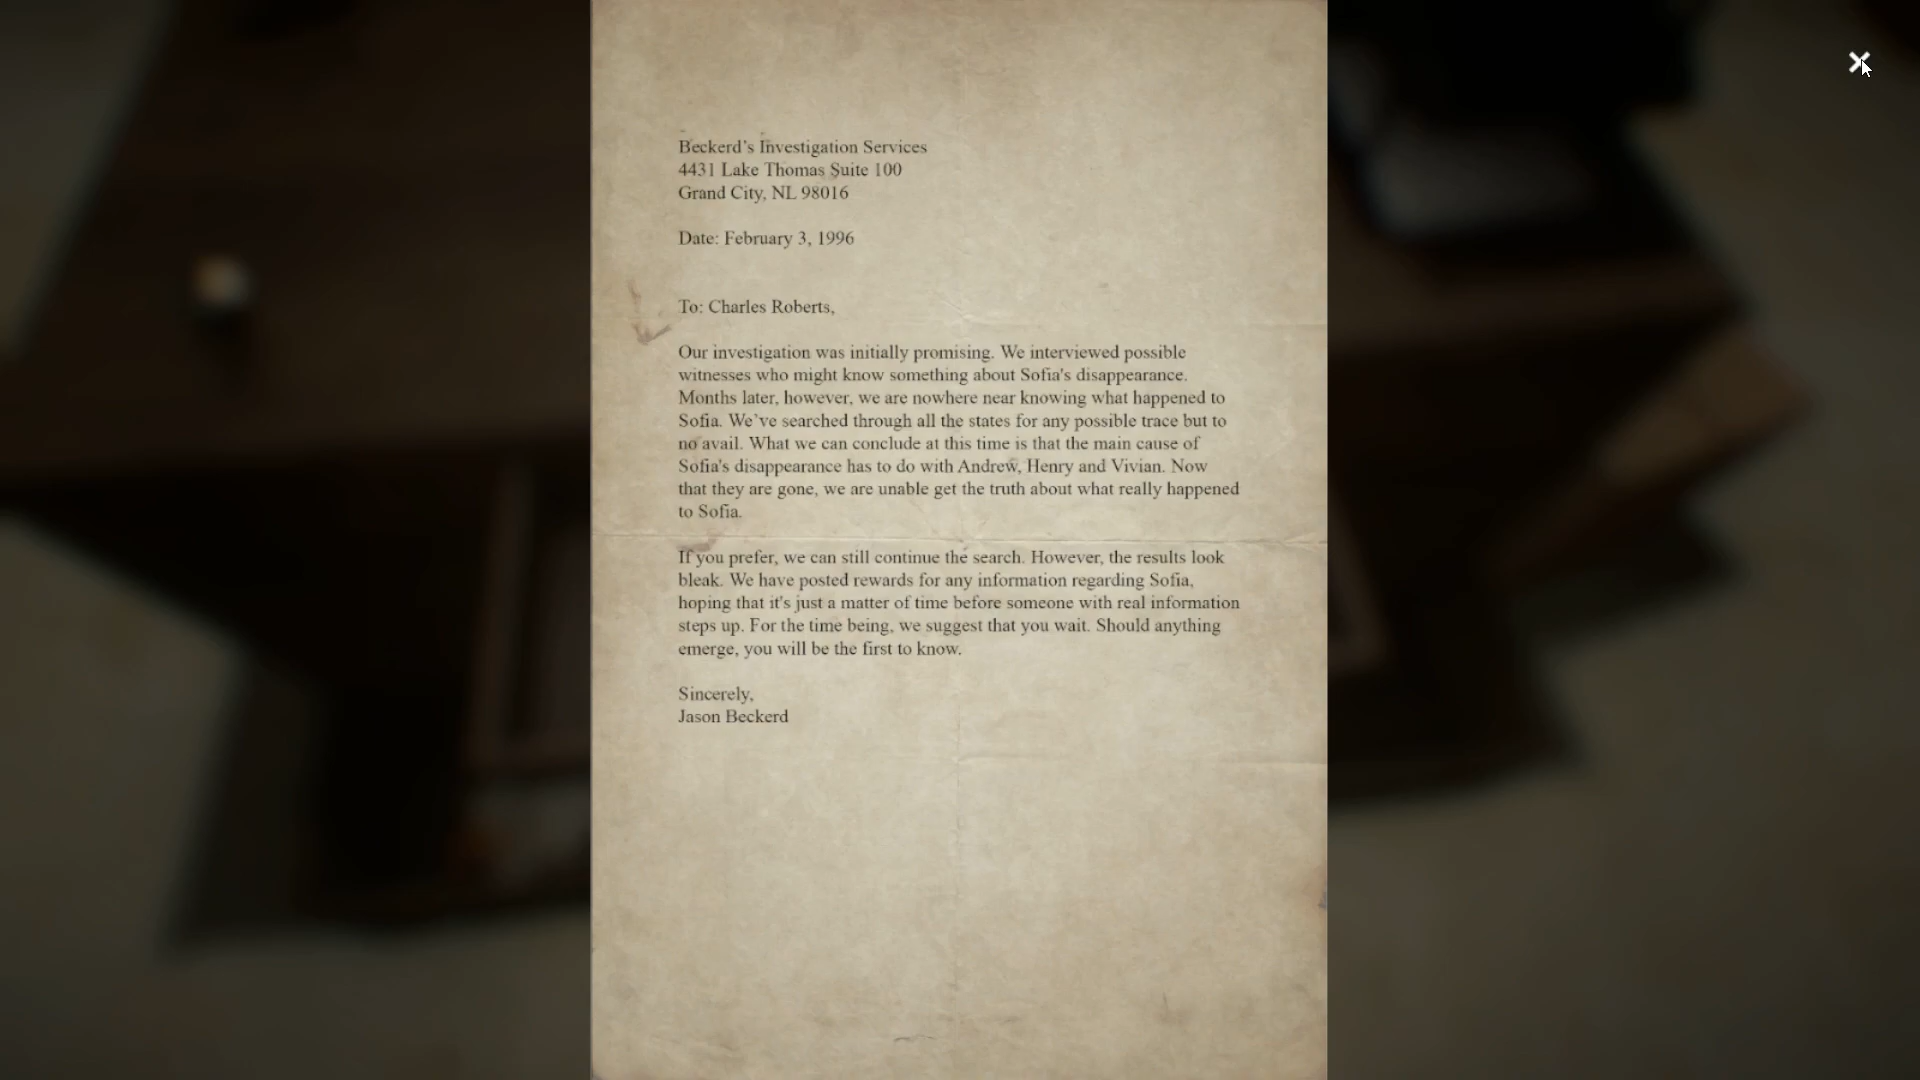 Beckerd's Investigation Services
4431 Lake Thomas Suite 100
Grand City, NL 98016
Date: February 3, 1996
To: Charles Roberts,
Our investigation was initially promising. We interviewed possible
witnesses who might know something about Sofia's disappearance.
Months later, however, we are nowhere near knowing what happened to
Sofia. We've searched through all the states for any possible trace but to
no avail. What we can conclude at this time is that the main cause of
Sofia's disappearance has to do with Andrew, Henry and Vivian. Now
that they are gone, we are unable get the truth about what really happened
to Sofia.
If you prefer, we can still continue the search. However, the results look
bleak. We have posted rewards for any information regarding Sofia,
hoping that it's just a matter of time before someone with real information
steps up. For the time being, we suggest that you wait. Should anything
emerge, you will be the first to know.
Sincerely,
Jason Beckerd